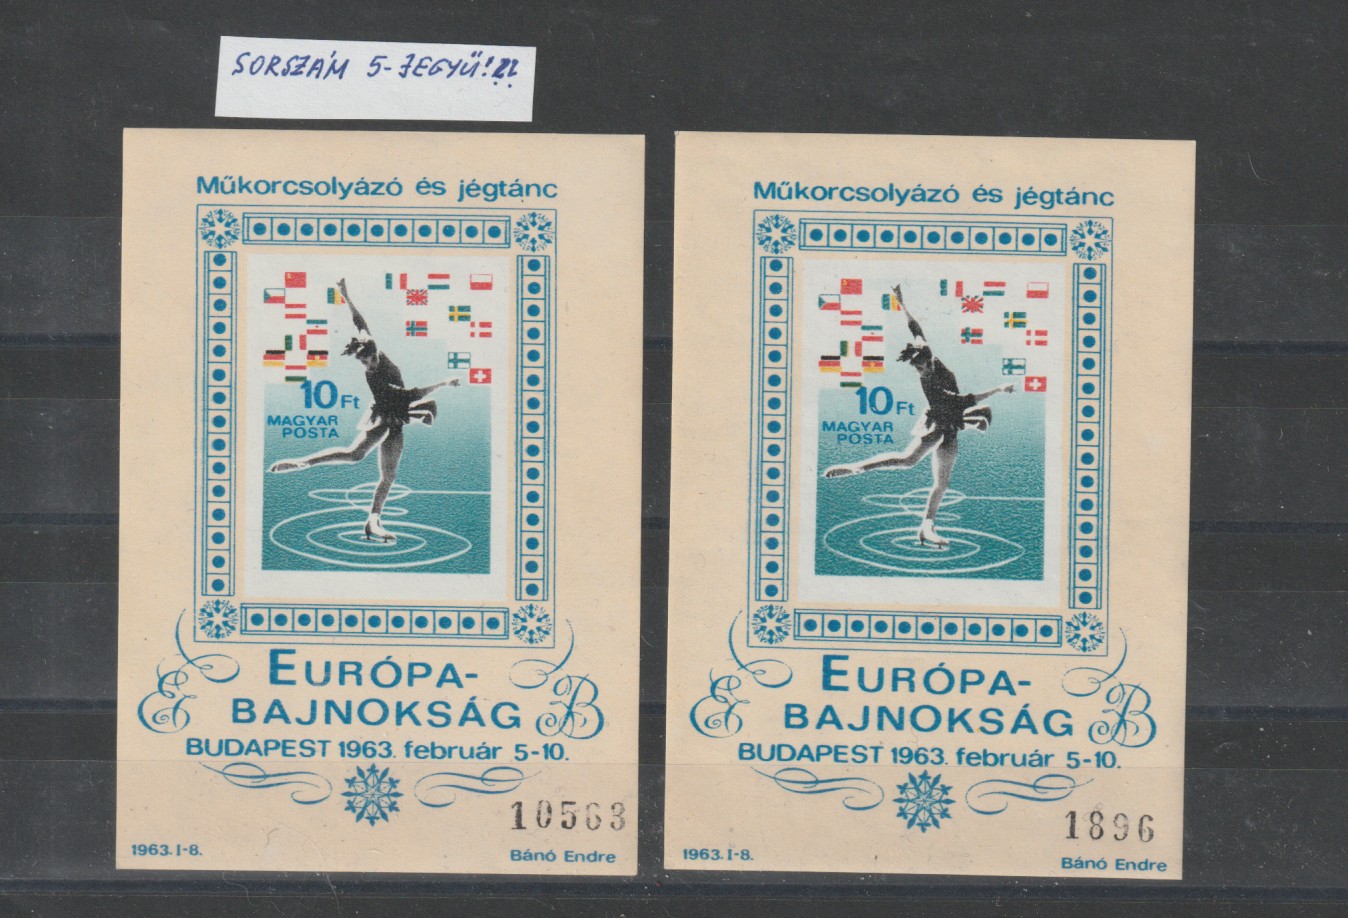 SORSZÁM 5-JEGYŰ!!!
Műkorcsolyázó és jégtánc
10 Ft
MAGYAR
POSTA
EURÓPA-
BAJNOKSÁG
EB
BUDAPEST 1963. február 5-10.
10563
1963. I-8.
Bánó Endre
Műkorcsolyázó és jégtánc
10 Ft
MAGYAR
POSTA
EURÓPA-
BAJNOKSÁG
EB
BUDAPEST 1963. február 5-10.
1896
1963. I-8.
Bánó Endre